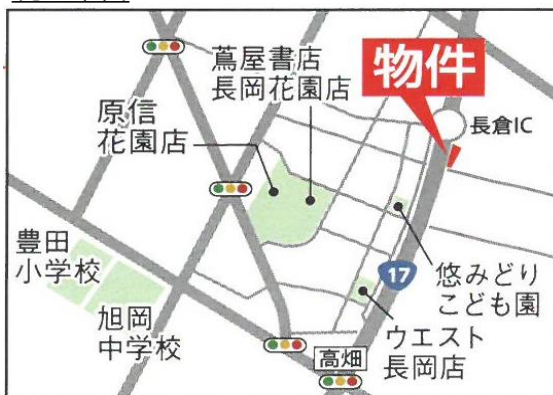 蔦屋書店
長岡花園店
物件
原信
花園店
長倉IC
豊田
小学校
旭岡
中学校
17
悠みどり
こども園
ウエスト
長岡店
高畑